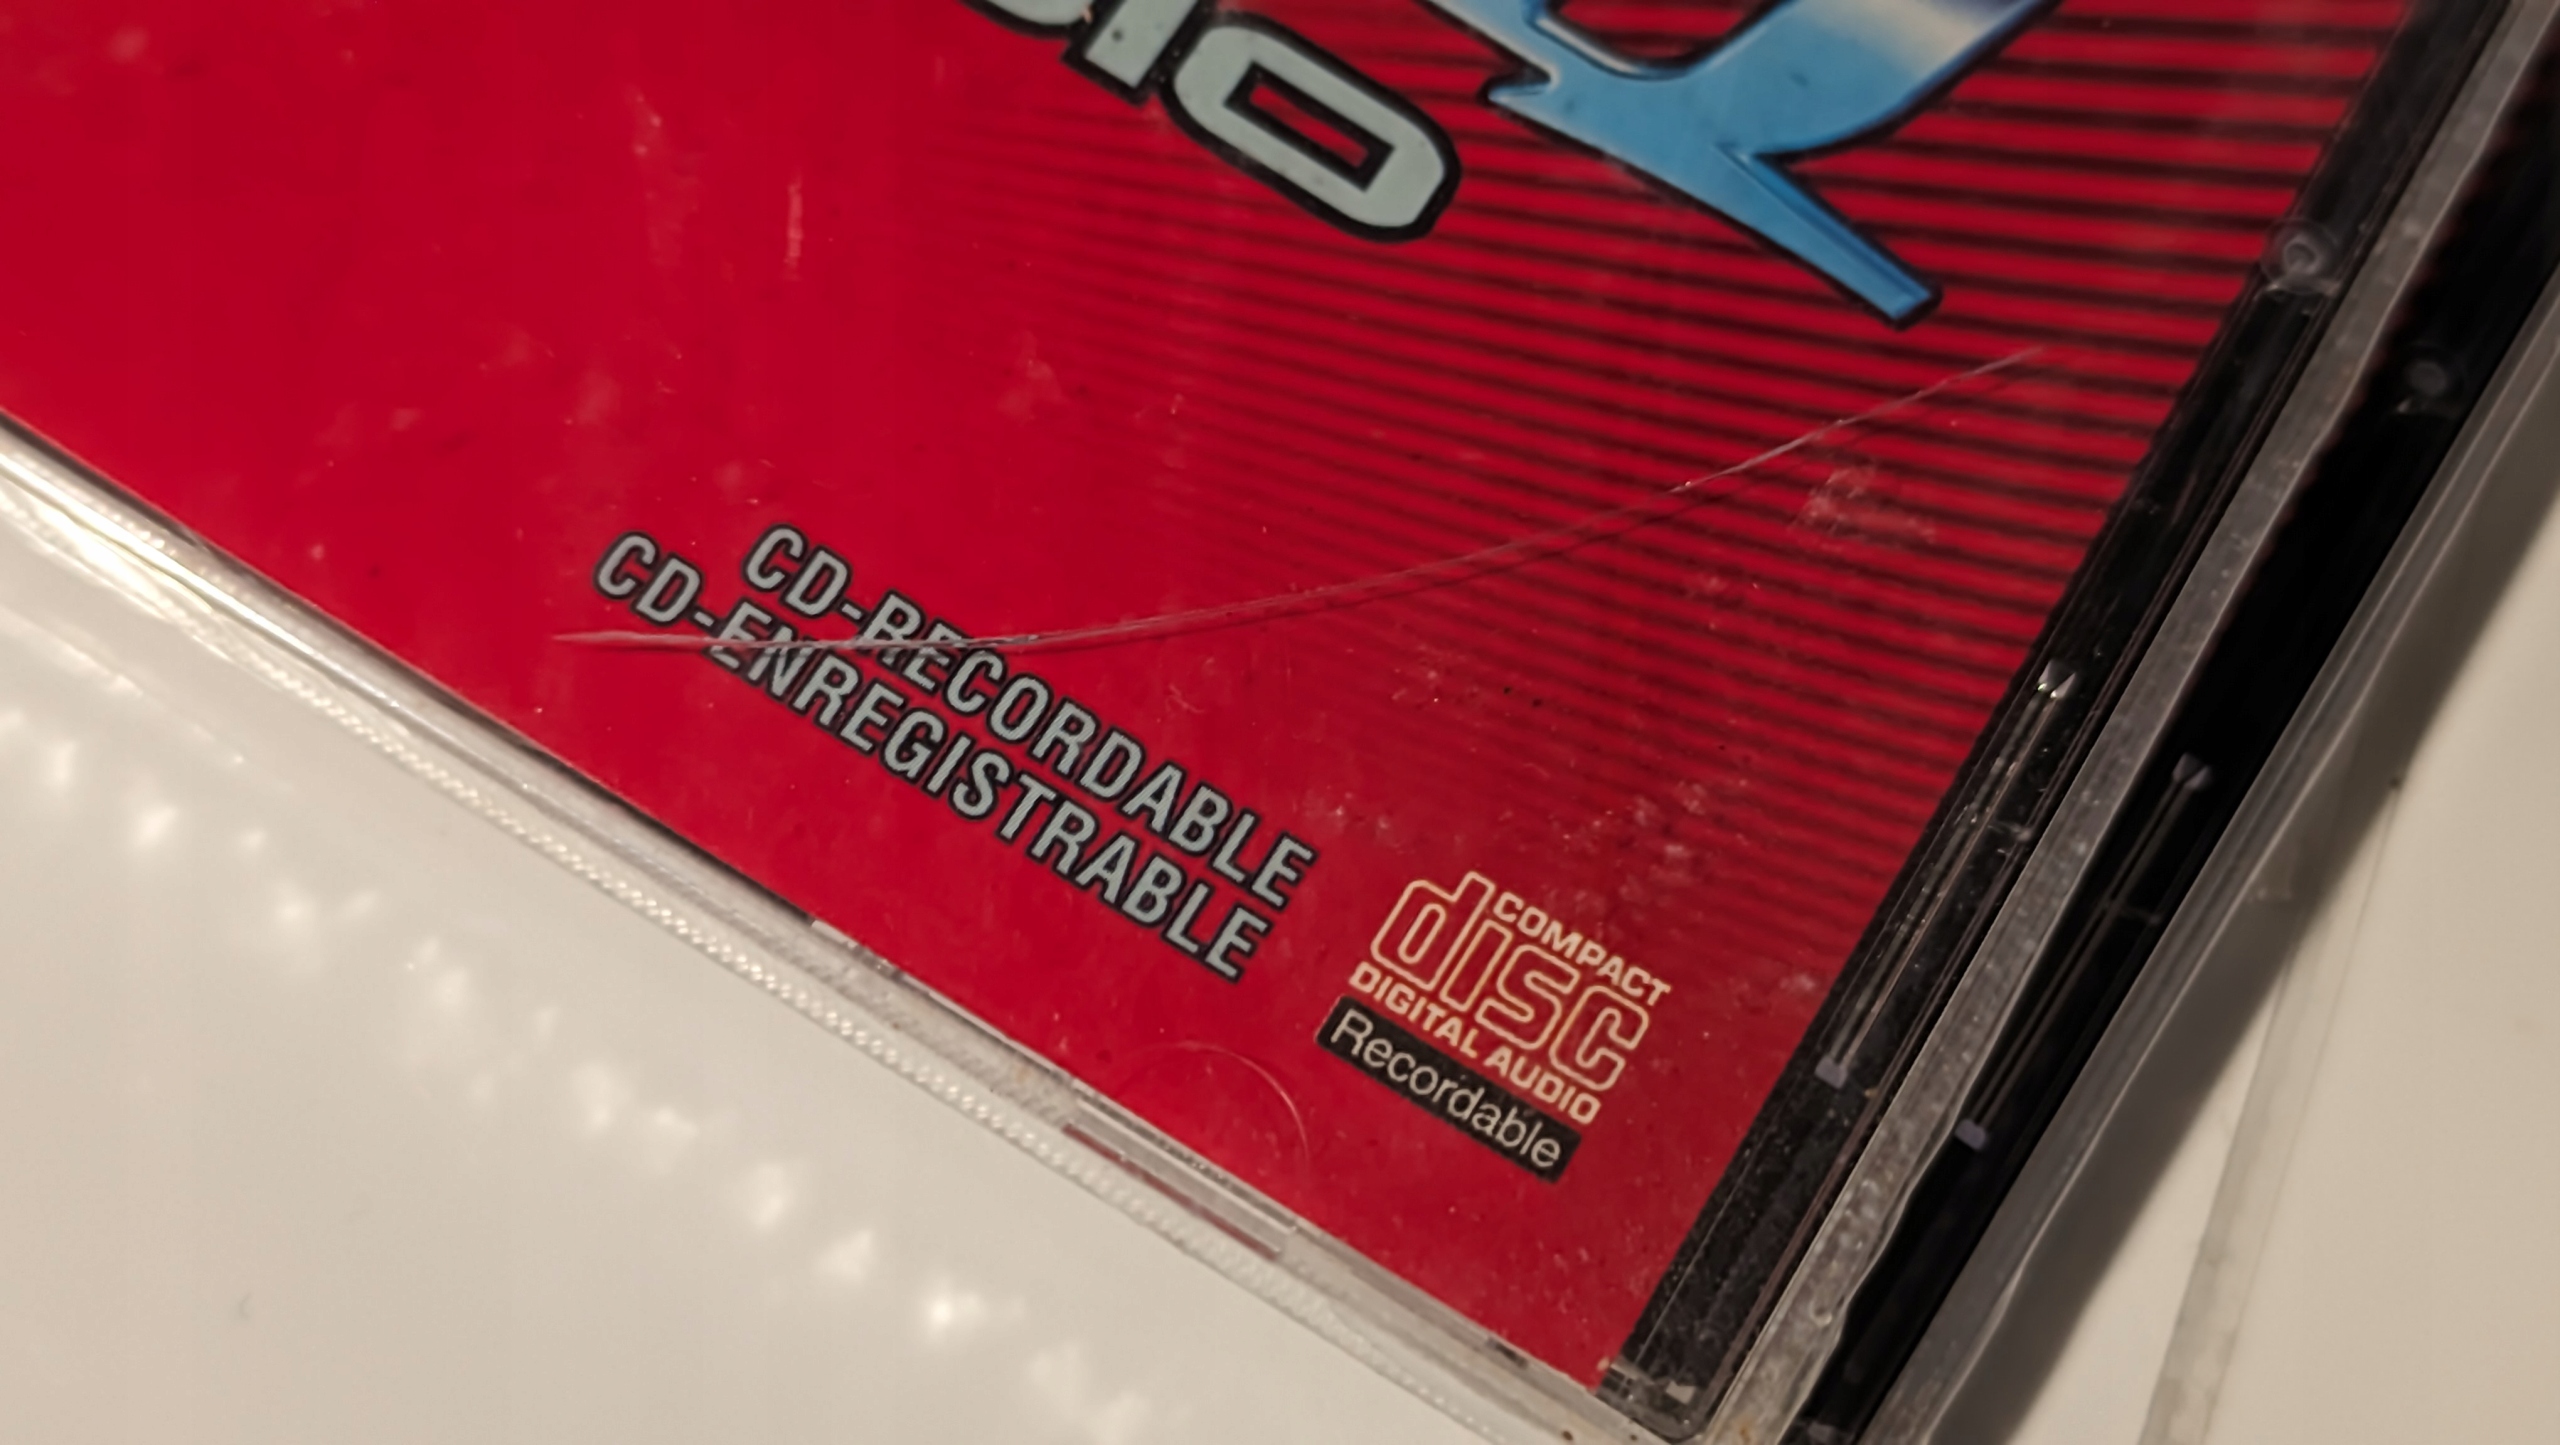 CD-RECORDABLE
CD-ENREGISTRABLE
COMPACT
disc
DIGITAL AUDIO
Recordable